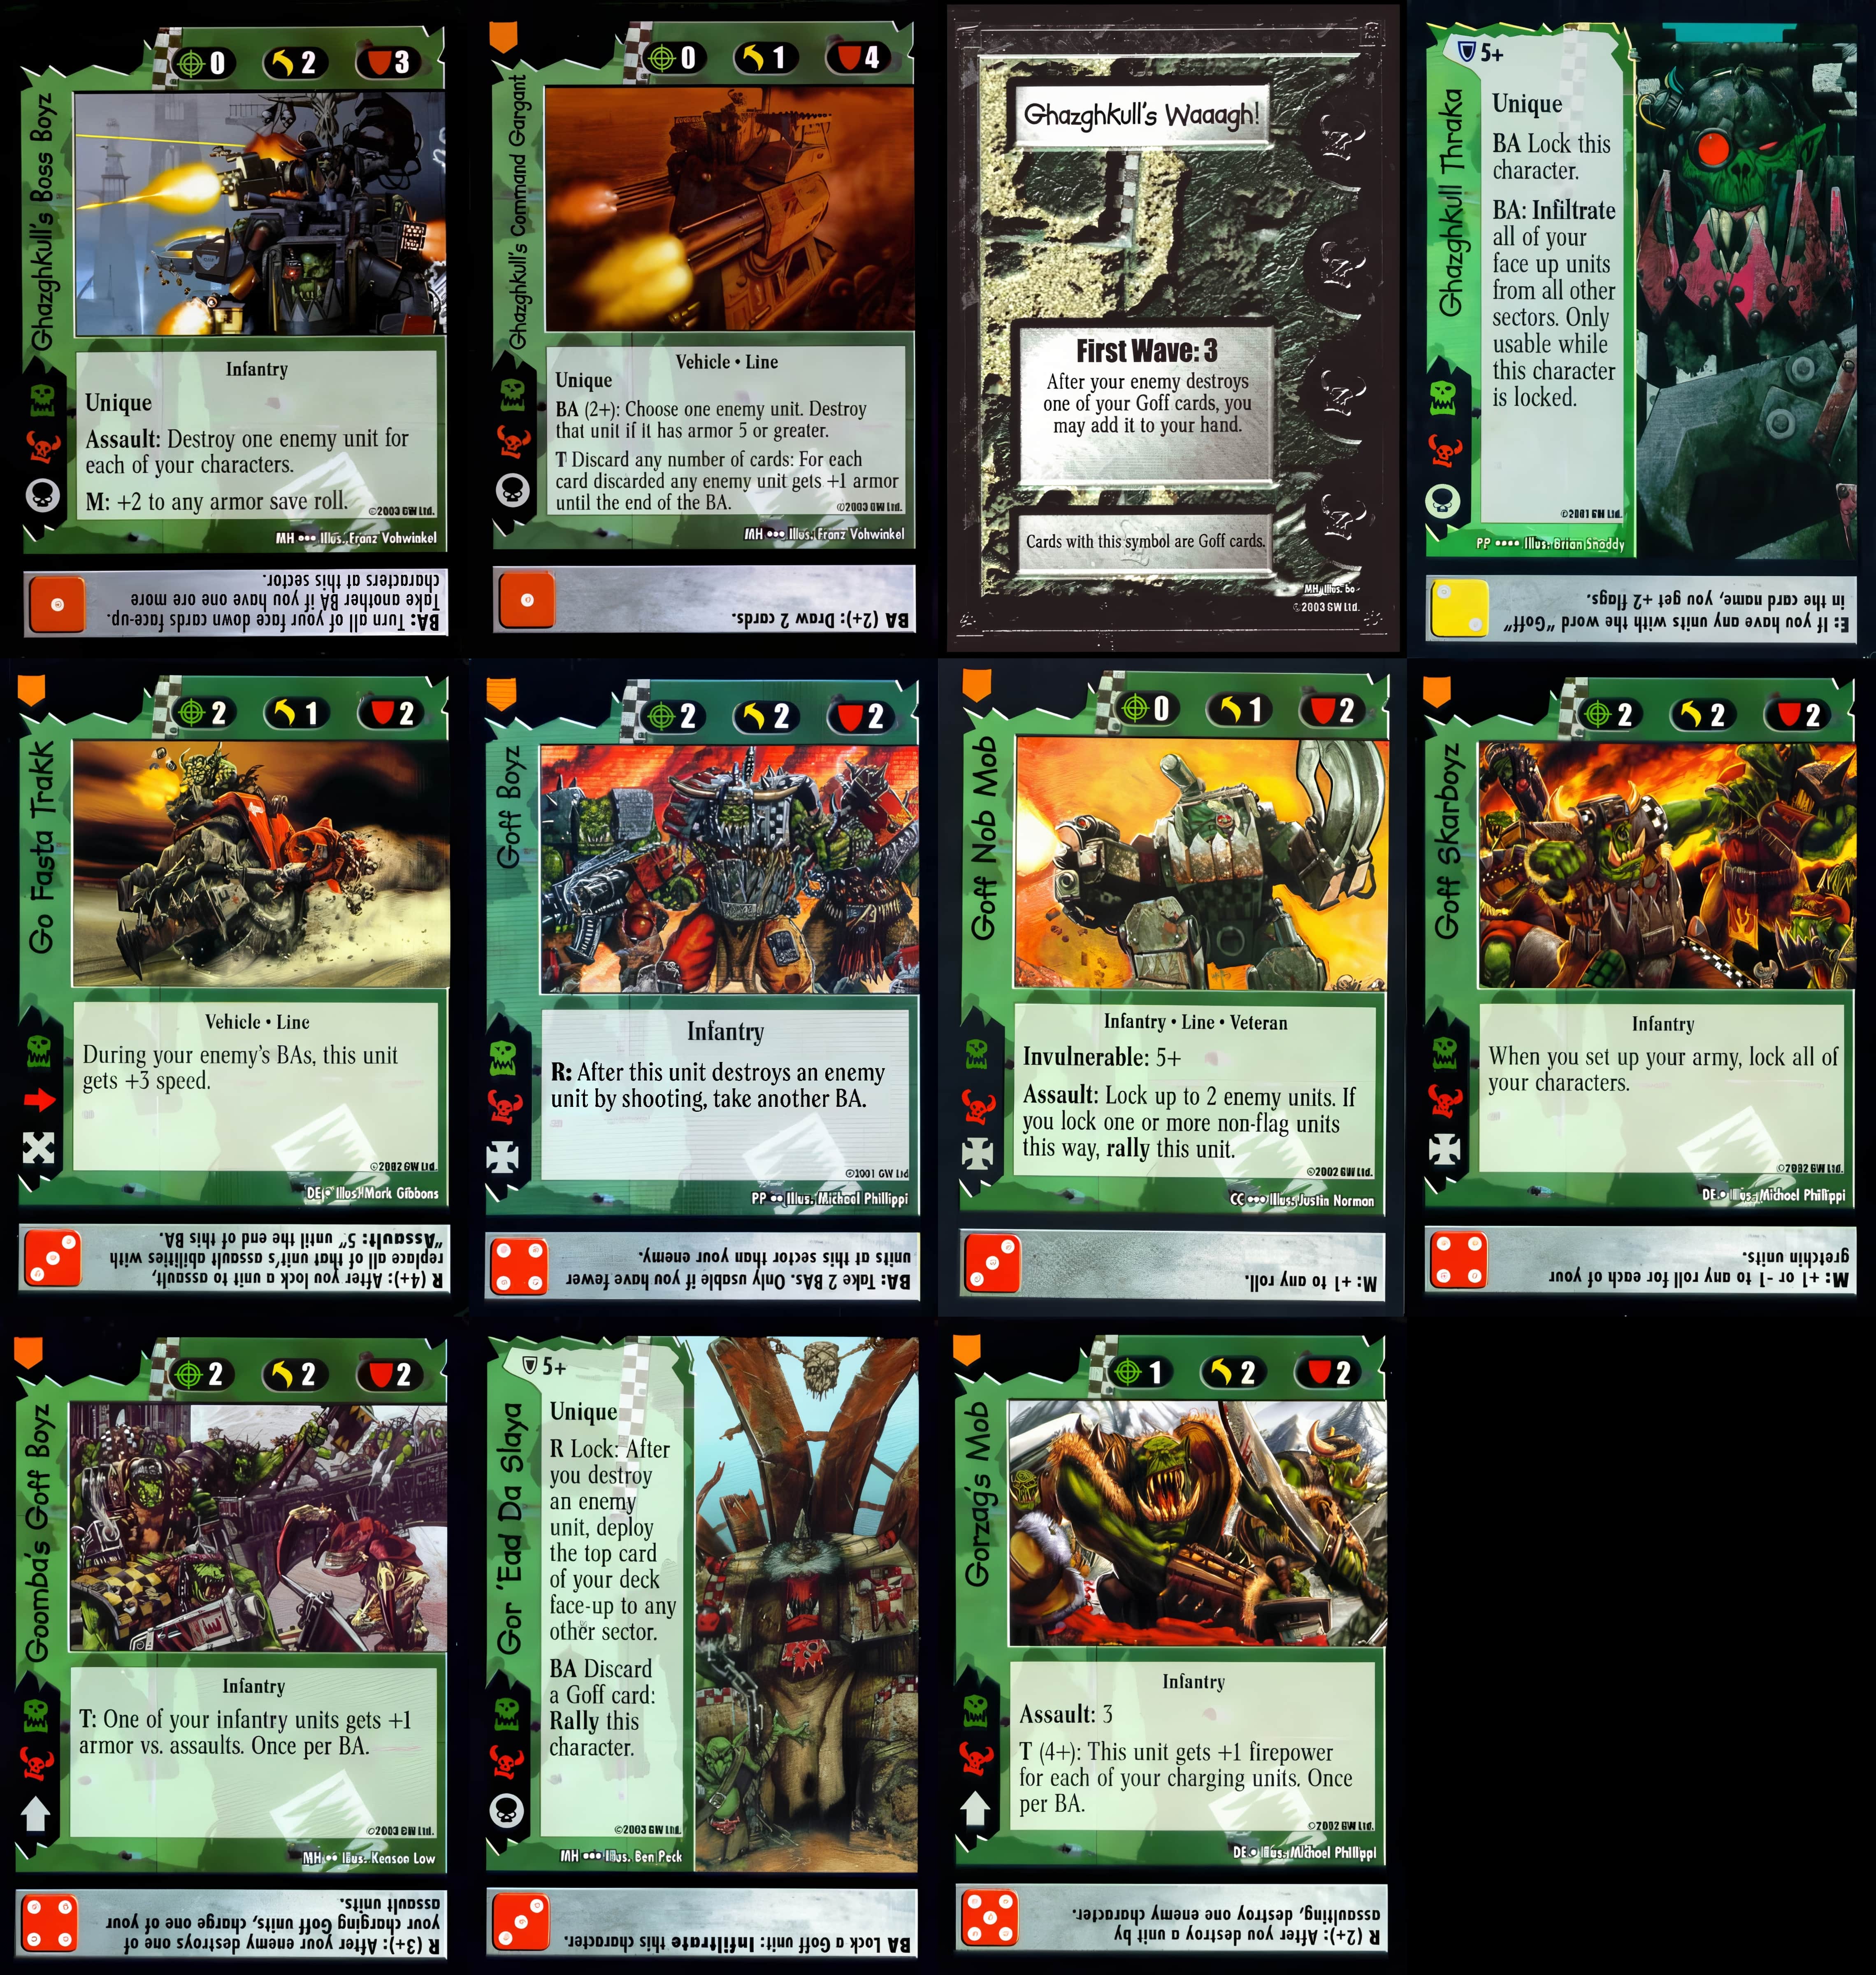 Ghazghkull's Boss Boyz
0 2 3
Infantry
Unique
Assault: Destroy one enemy unit for
each of your characters.
M: +2 to any armor save roll.
©2003 GW Ltd.
MH ••• Illus. Franz Vohwinkel
BA: Turn all of your face down cards face-up.
Take another BA if you have one ore more
characters at this sector.
Ghazghkull's Command Gargant
0 1 4
Vehicle • Line
Unique
BA (2+): Choose one enemy unit. Destroy
that unit if it has armor 5 or greater.
T Discard any number of cards: For each
card discarded any enemy unit gets +1 armor
until the end of the BA.
©2003 GW Ltd.
MH ••• Illus. Franz Vohwinkel
BA (2+): Draw 2 cards.
Ghazghkull's Waaagh!
First Wave: 3
After your enemy destroys
one of your Goff cards, you
may add it to your hand.
Cards with this symbol are Goff cards.
MH Illus. bo
©2003 GW Ltd.
Ghazghkull Thraka
5+
Unique
BA Lock this
character.
BA: Infiltrate
all of your
face up units
from all other
sectors. Only
usable while
this character
is locked.
©2001 GW Ltd.
PP •••• Illus. Brian Snoddy
E: If you have any units with the word "Goff"
in the card name, you get +2 flags.
Go Fasta Trakk
2 1 2
Vehicle • Line
During your enemy's BAs, this unit
gets +3 speed.
©2002 GW Ltd.
DE • Illus. Mark Gibbons
R (4+): After you lock a unit to assault,
replace all of that unit's assault abilities with
"Assault: 5" until the end of this BA.
Goff Boyz
2 2 2
Infantry
R: After this unit destroys an enemy
unit by shooting, take another BA.
©2001 GW Ltd
PP •• Illus. Michael Phillippi
BA: Take 2 BAs. Only usable if you have fewer
units at this sector than your enemy.
Goff Nob Mob
0 1 2
Infantry • Line • Veteran
Invulnerable: 5+
Assault: Lock up to 2 enemy units. If
you lock one or more non-flag units
this way, rally this unit.
©2002 GW Ltd.
CC ••• Illus. Justin Norman
M: +1 to any roll.
Goff Skarboyz
2 2 2
Infantry
When you set up your army, lock all of
your characters.
©2002 GW Ltd.
DE • Illus. Michael Phillippi
M: +1 or -1 to any roll for each of your
gretchin units.
Goomba's Goff Boyz
2 2 2
Infantry
T: One of your infantry units gets +1
armor vs. assaults. Once per BA.
©2003 GW Ltd.
MH •• Illus. Kenson Low
R (3+): After your enemy destroys one of
your charging Goff units, charge one of your
assault units.
Gor 'Ead Da Slaya
5+
Unique
R Lock: After
you destroy
an enemy
unit, deploy
the top card
of your deck
face-up to any
other sector.
BA Discard
a Goff card:
Rally this
character.
©2003 GW Ltd.
MH ••• Illus. Ben Peck
BA Lock a Goff unit: Infiltrate this character.
Gorzag's Mob
1 2 2
Infantry
Assault: 3
T (4+): This unit gets +1 firepower
for each of your charging units. Once
per BA.
©2002 GW Ltd.
DE • Illus. Michael Phillippi
R (2+): After you destroy a unit by
assaulting, destroy one enemy character.